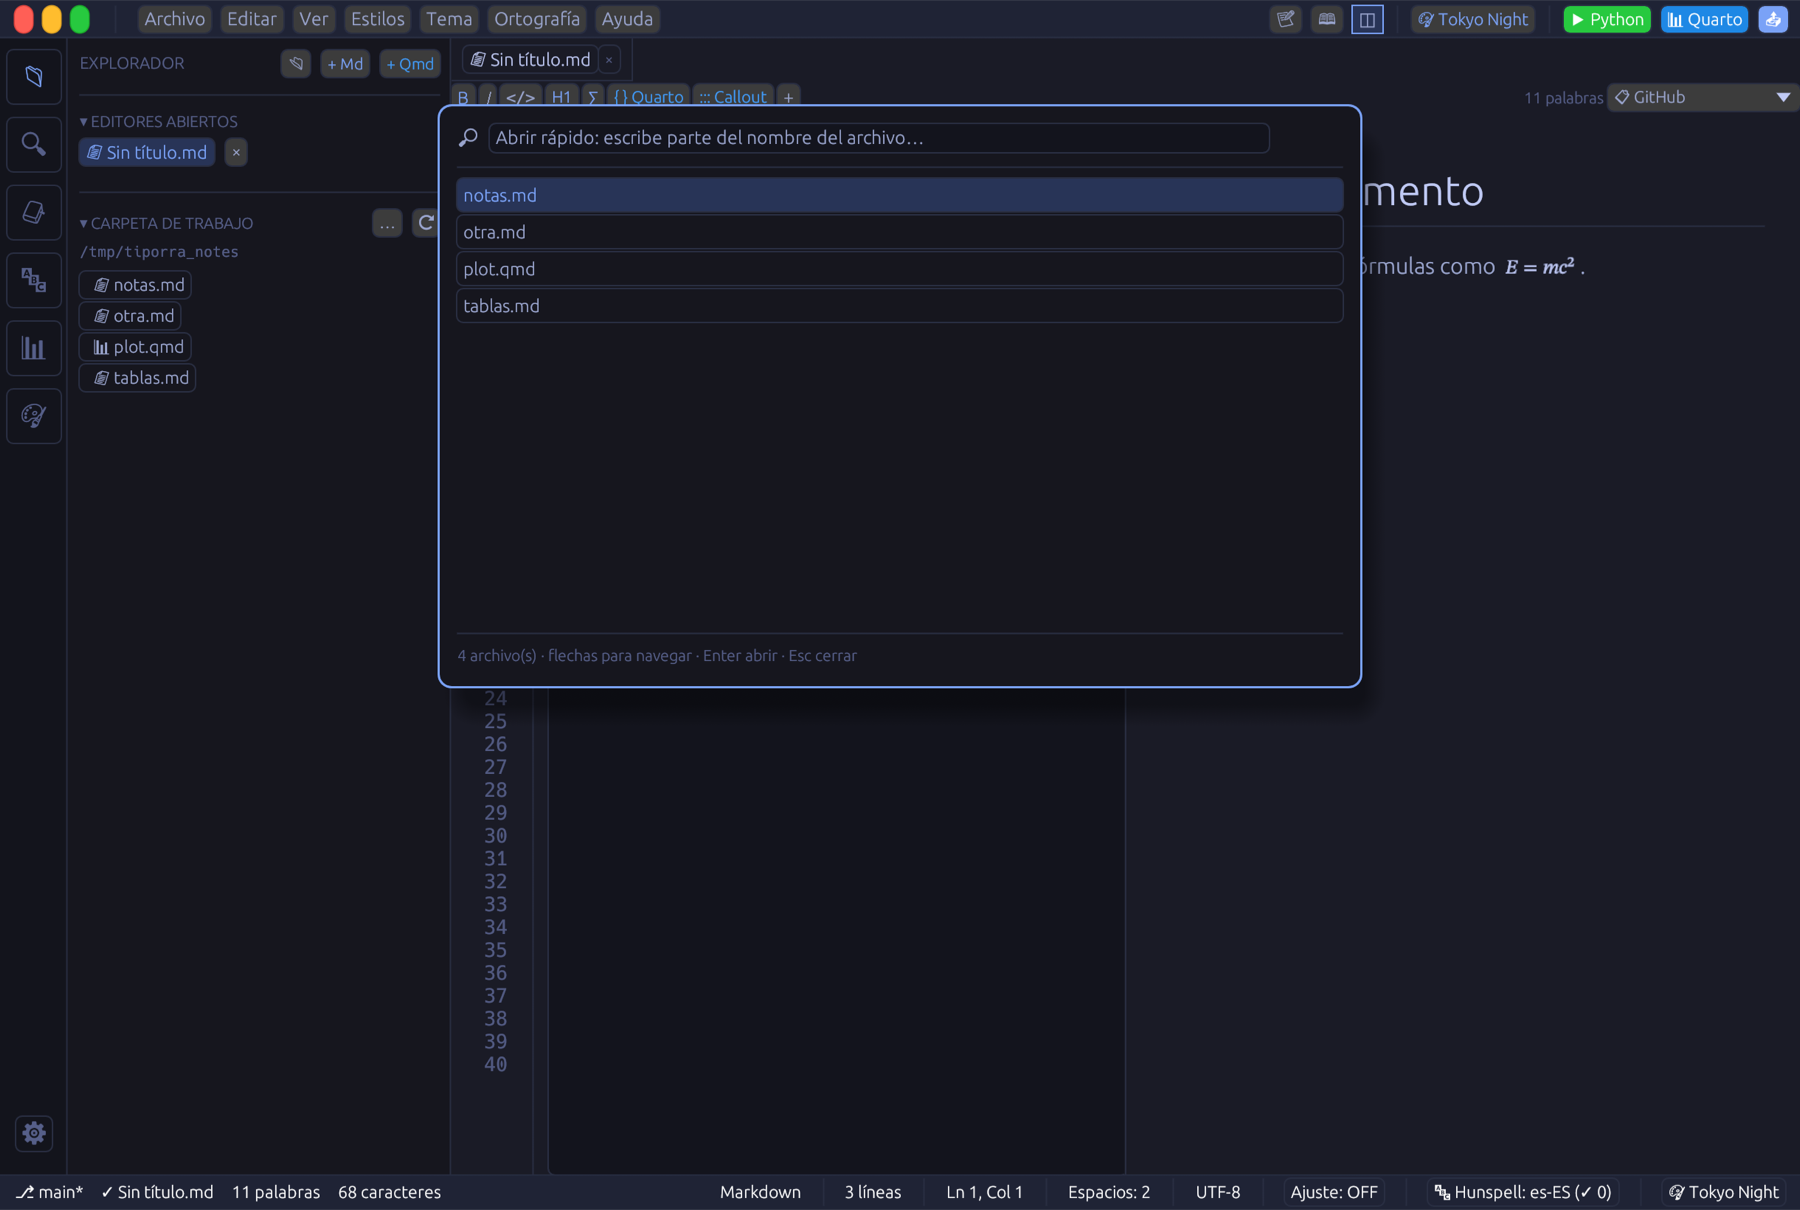 Archivo Editar Ver Estilos Tema Ortografía Ayuda Tokyo Night Python Quarto
EXPLORADOR + Md + Qmd
Sin título.md ×
B / </> H1 ∑ {} Quarto ::: Callout +
11 palabras GitHub
▾ EDITORES ABIERTOS
Sin título.md ×
▾ CARPETA DE TRABAJO ... 
/tmp/tiporra_notes
notas.md
otra.md
plot.qmd
tablas.md
Abrir rápido: escribe parte del nombre del archivo…
notas.md
otra.md
plot.qmd
tablas.md
4 archivo(s) · flechas para navegar · Enter abrir · Esc cerrar
mento
órmulas como E = mc² .
24
25
26
27
28
29
30
31
32
33
34
35
36
37
38
39
40
main* ✓ Sin título.md 11 palabras 68 caracteres Markdown 3 líneas Ln 1, Col 1 Espacios: 2 UTF-8 Ajuste: OFF Hunspell: es-ES (✓ 0) Tokyo Night